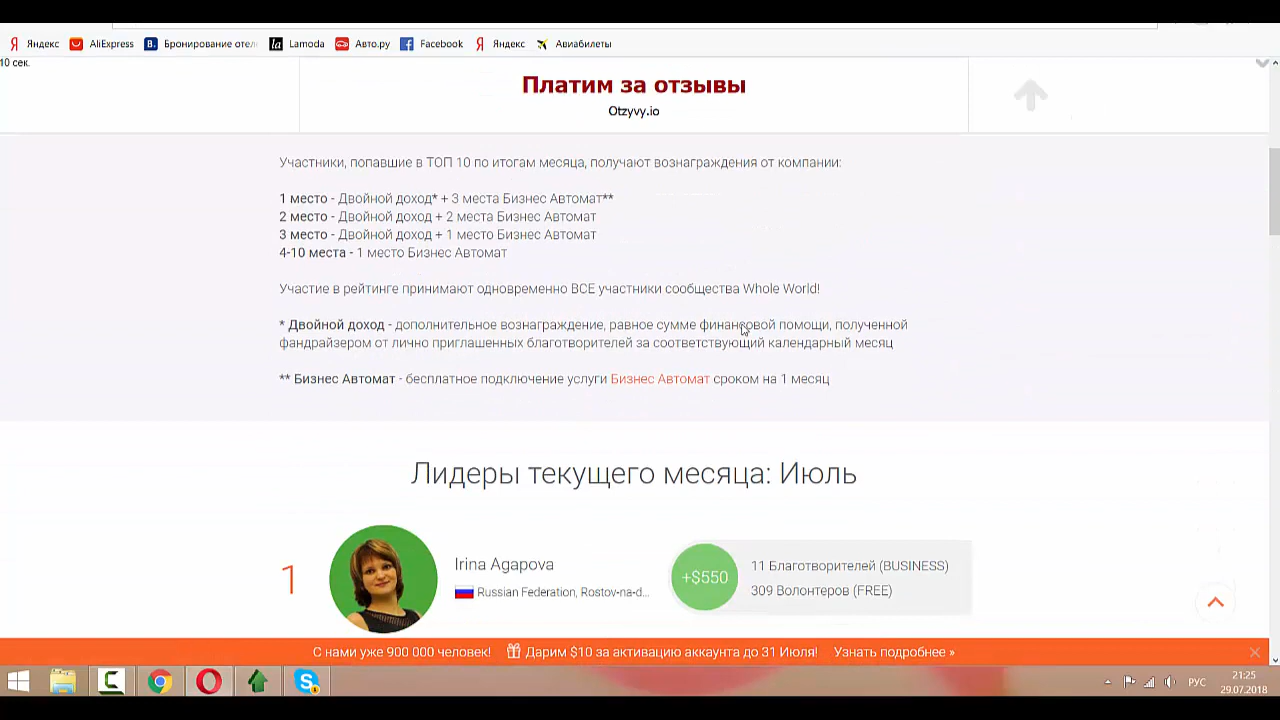 Яндекс AliExpress Бронирование отел Lamoda Авто.ру Facebook Яндекс Авиабилеты
10 сек.
Платим за отзывы
Otzyvy.io
Участники, попавшие в ТОП 10 по итогам месяца, получают вознаграждения от компании:
1 место - Двойной доход* + 3 места Бизнес Автомат**
2 место - Двойной доход + 2 места Бизнес Автомат
3 место - Двойной доход + 1 место Бизнес Автомат
4-10 места - 1 место Бизнес Автомат
Участие в рейтинге принимают одновременно ВСЕ участники сообщества Whole World!
* Двойной доход - дополнительное вознаграждение, равное сумме финансовой помощи, полученной
фандрайзером от лично приглашенных благотворителей за соответствующий календарный месяц
** Бизнес Автомат - бесплатное подключение услуги Бизнес Автомат сроком на 1 месяц
Лидеры текущего месяца: Июль
1
Irina Agapova
Russian Federation, Rostov-na-d...
+$550
11 Благотворителей (BUSINESS)
309 Волонтеров (FREE)
С нами уже 900 000 человек! Дарим $10 за активацию аккаунта до 31 Июля! Узнать подробнее »
РУС
21:25
29.07.2018